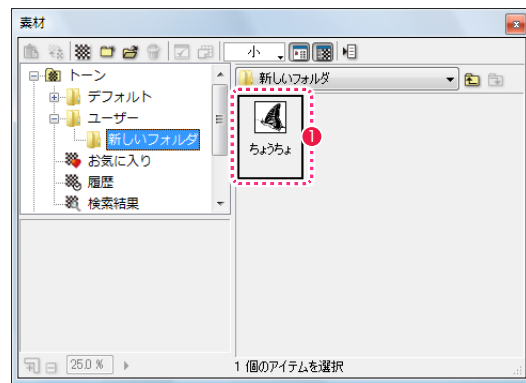 素材
小
トーン
新しいフォルダ
デフォルト
ユーザー
新しいフォルダ
お気に入り
履歴
検索結果
ちょうちょ
1
25.0 %
1 個のアイテムを選択